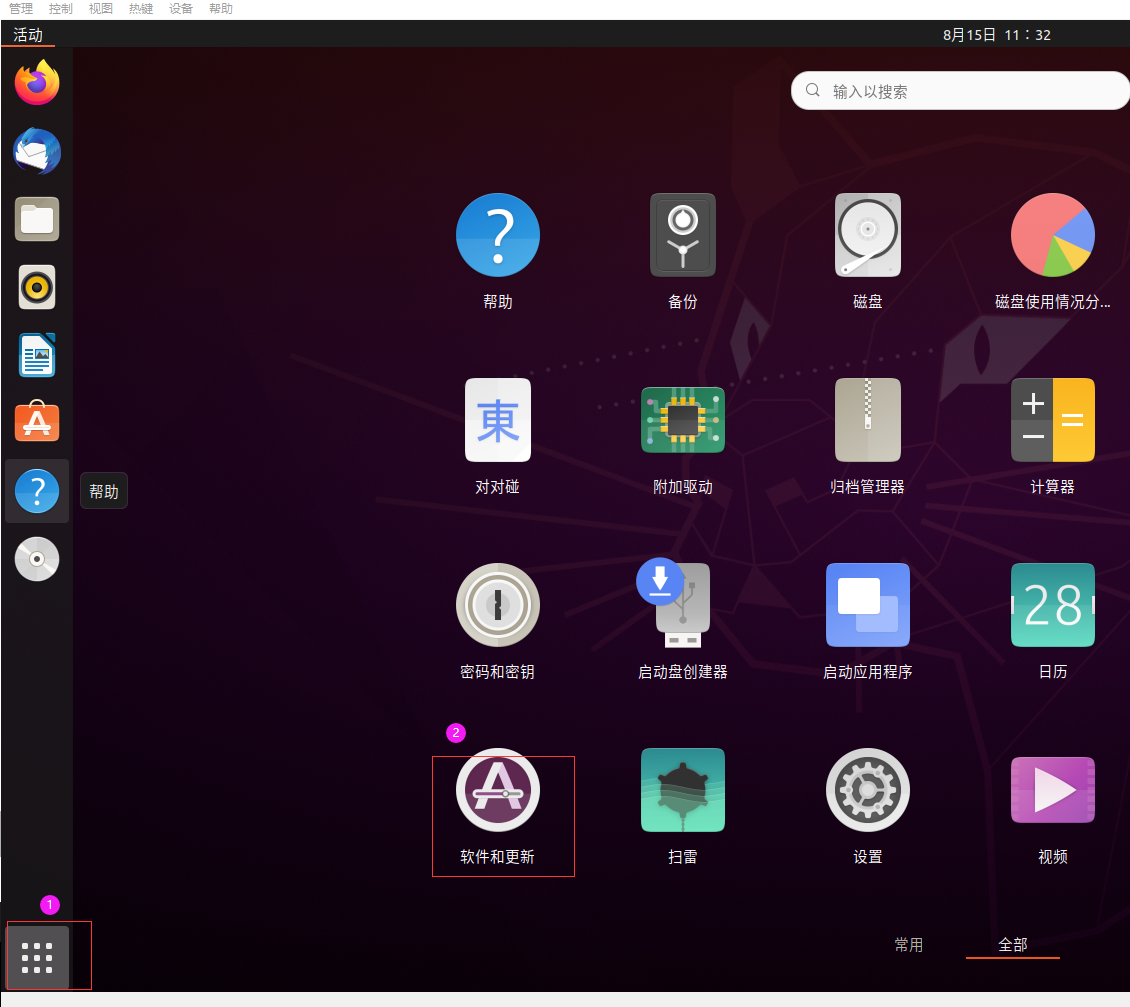 管理 控制 视图 热键 设备 帮助
活动
8月15日 11：32
输入以搜索
帮助 备份 磁盘 磁盘使用情况分...
東
对对碰 附加驱动 归档管理器 计算器
帮助
28
密码和密钥 启动盘创建器 启动应用程序 日历
2
软件和更新 扫雷 设置 视频
1
常用 全部